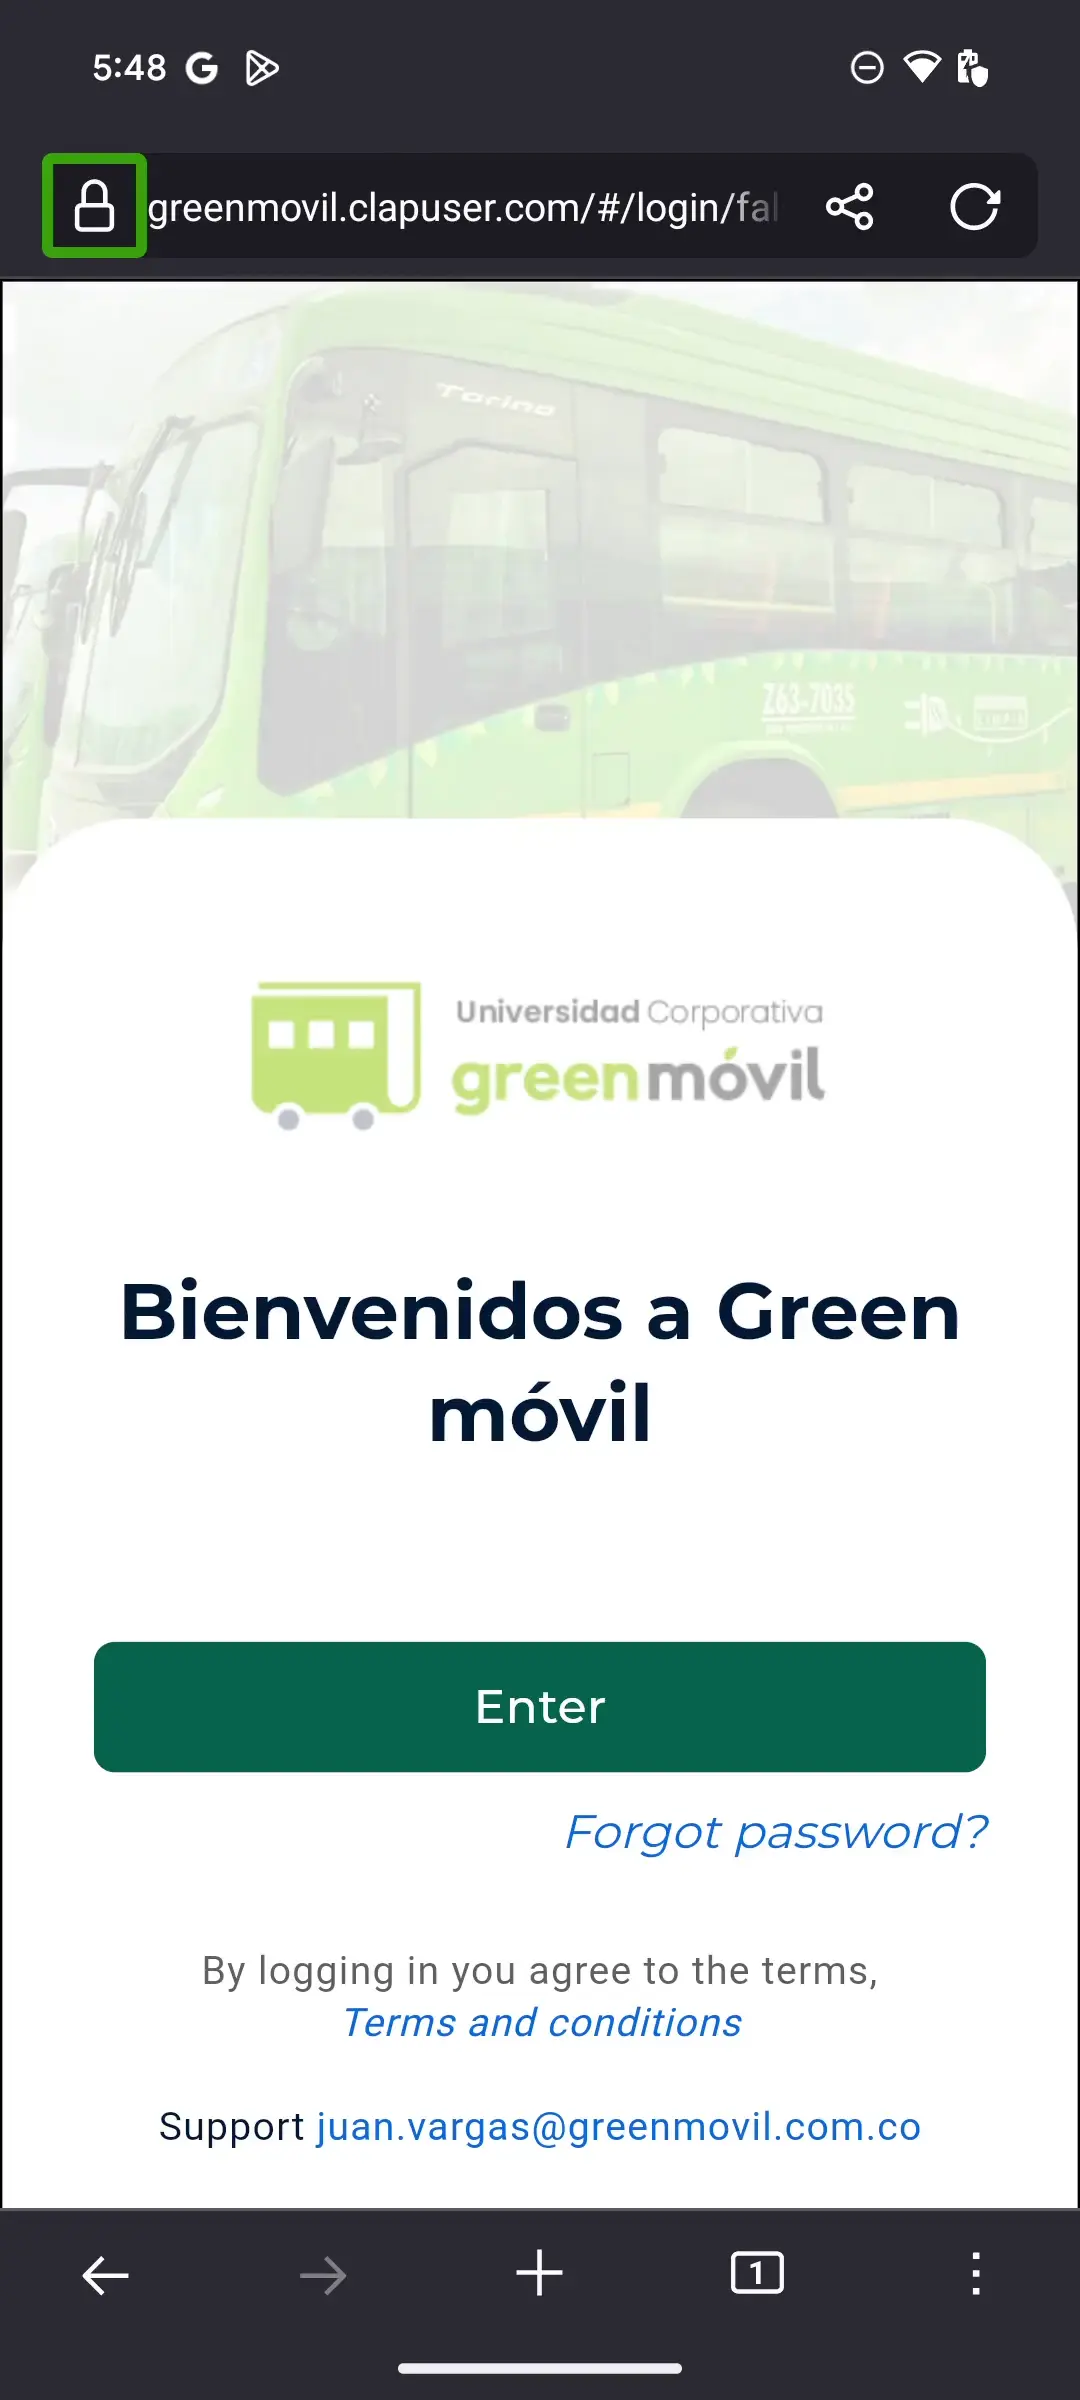 5:48
greenmovil.clapuser.com/#/login/fal
Torino
Z63-7035
Universidad Corporativa
greenmóvil
Bienvenidos a Green
móvil
Enter
Forgot password?
By logging in you agree to the terms,
Terms and conditions
Support juan.vargas@greenmovil.com.co
1